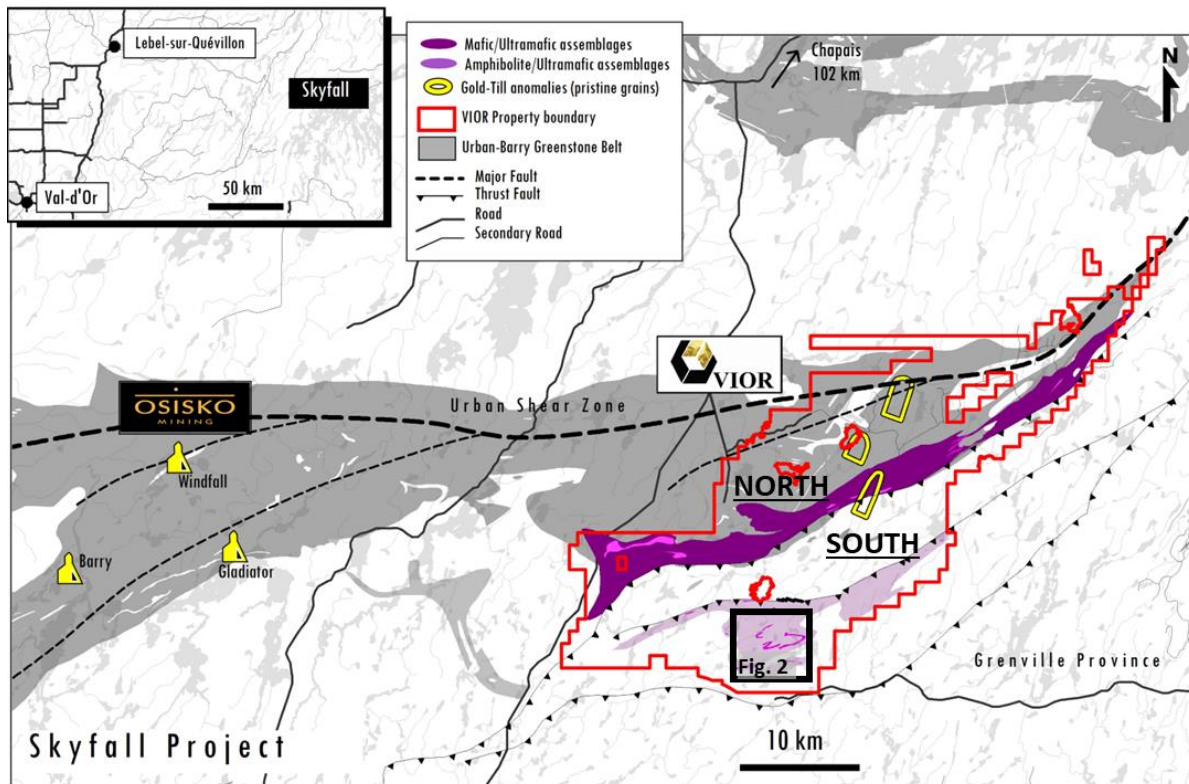 Lebel-sur-Quévillon
Skyfall
50 km
Val-d'Or
Mafic/Ultramafic assemblages
Amphibolite/Ultramafic assemblages
Gold-Till anomalies (pristine grains)
VIOR Property boundary
Urban-Barry Greenstone Belt
Major Fault
Thrust Fault
Road
Secondary Road
Chapais
102 km
N
VIOR
OSISKO
MINING
Urban Shear Zone
Windfall
NORTH
SOUTH
Barry
Gladiator
Fig. 2
Grenville Province
Skyfall Project
10 km